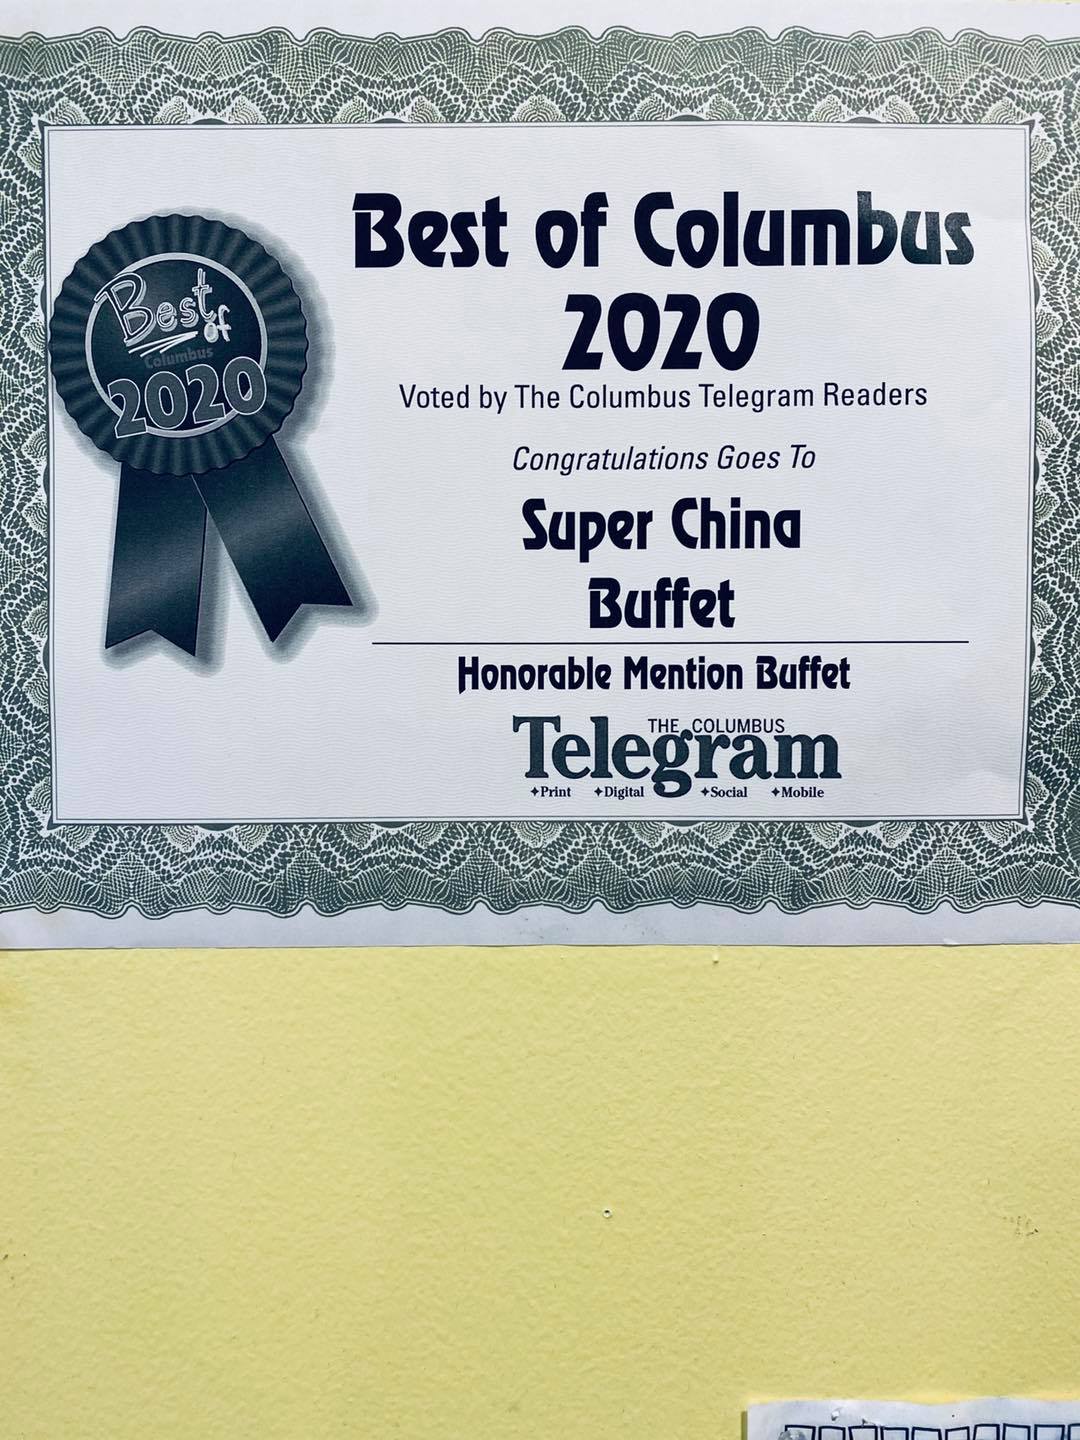 Best of Columbus
2020
Voted by The Columbus Telegram Readers
Congratulations Goes To
Super China
Buffet
Honorable Mention Buffet
THE COLUMBUS
Telegram
✦Print ✦Digital ✦Social ✦Mobile
Best
of
Columbus
2020